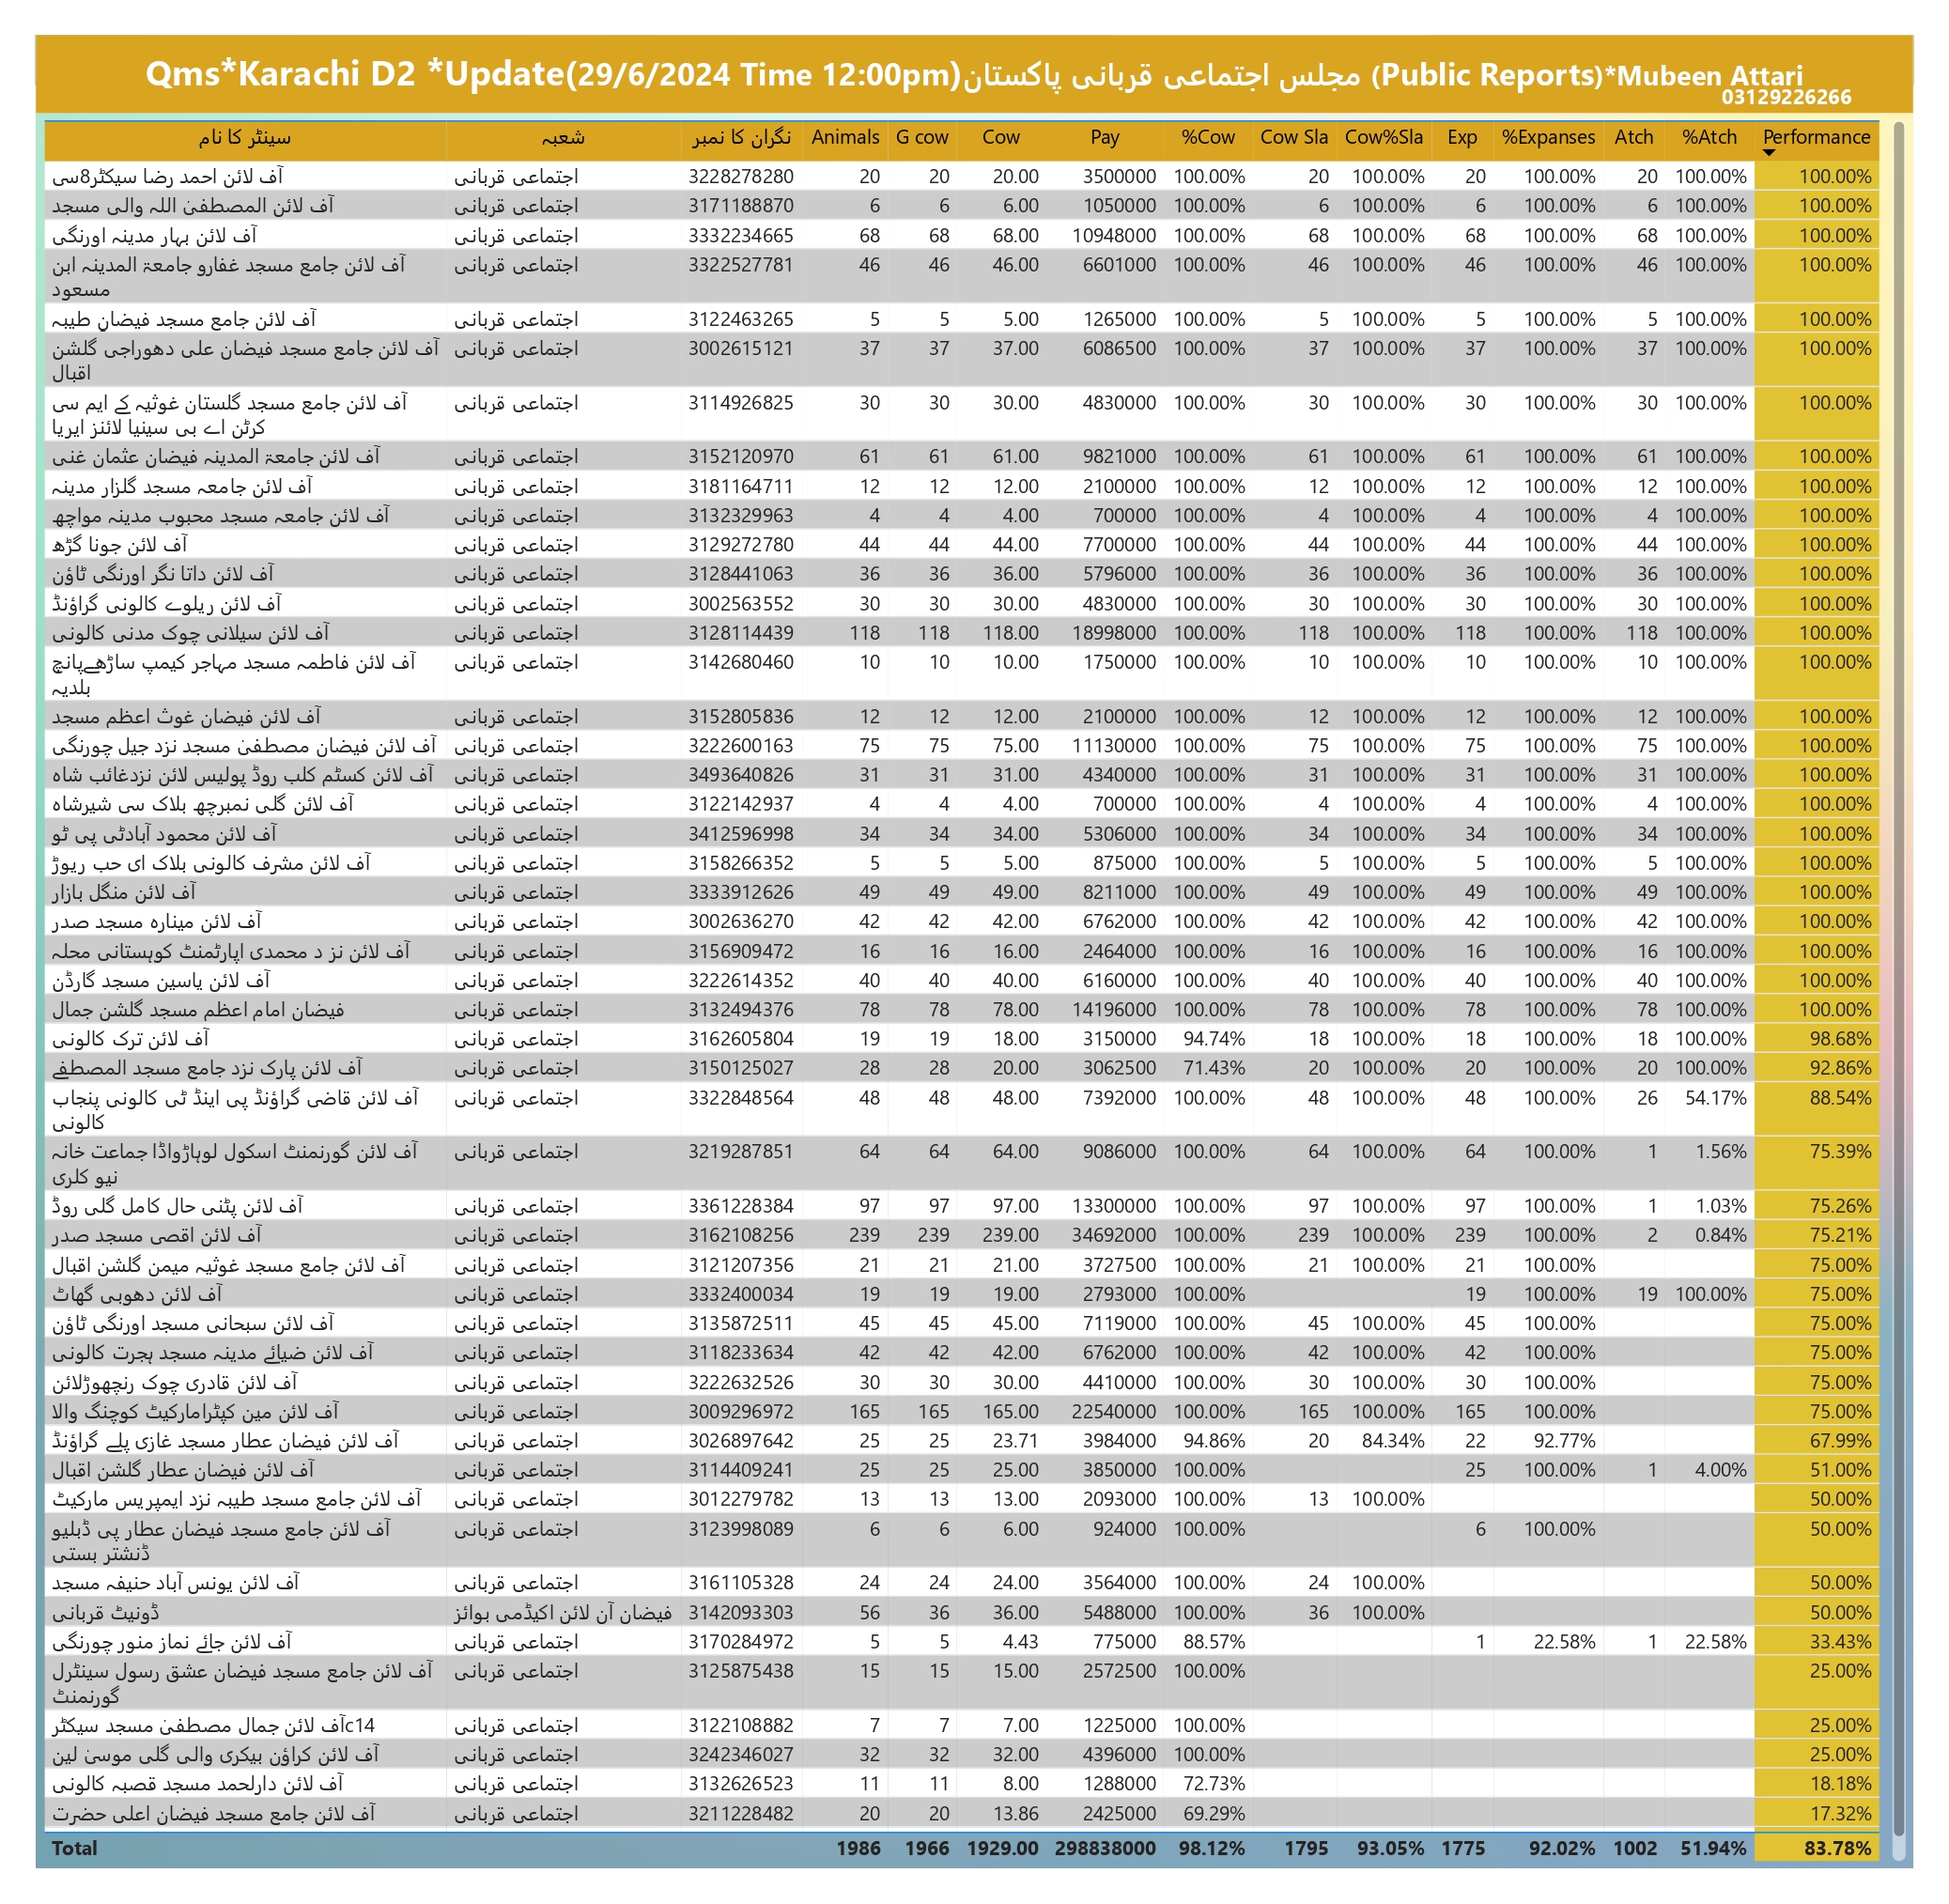 Qms*Karachi D2 *Update(29/6/2024 Time 12:00pm)مجلس اجتماعی قربانی پاکستان (Public Reports)*Mubeen Attari
03129226266
سینٹر کا نام شعبہ نگران کا نمبر Animals G cow Cow Pay %Cow Cow Sla Cow%Sla Exp %Expanses Atch %Atch Performance
آف لائن احمد رضا سیکٹر8سی اجتماعی قربانی 3228278280 20 20 20.00 3500000 100.00% 20 100.00% 20 100.00% 20 100.00% 100.00%
آف لائن المصطفیٰ اللہ والی مسجد اجتماعی قربانی 3171188870 6 6 6.00 1050000 100.00% 6 100.00% 6 100.00% 6 100.00% 100.00%
آف لائن بہار مدینہ اورنگی اجتماعی قربانی 3332234665 68 68 68.00 10948000 100.00% 68 100.00% 68 100.00% 68 100.00% 100.00%
آف لائن جامع مسجد غفارو جامعۃ المدینہ ابن اجتماعی قربانی 3322527781 46 46 46.00 6601000 100.00% 46 100.00% 46 100.00% 46 100.00% 100.00%
مسعود
آف لائن جامع مسجد فیضانِ طیبہ اجتماعی قربانی 3122463265 5 5 5.00 1265000 100.00% 5 100.00% 5 100.00% 5 100.00% 100.00%
آف لائن جامع مسجد فیضان علی دھوراجی گلشن اجتماعی قربانی 3002615121 37 37 37.00 6086500 100.00% 37 100.00% 37 100.00% 37 100.00% 100.00%
اقبال
آف لائن جامع مسجد گلستان غوثیہ کے ایم سی اجتماعی قربانی 3114926825 30 30 30.00 4830000 100.00% 30 100.00% 30 100.00% 30 100.00% 100.00%
کرٹن اے بی سینیا لائنز ایریا
آف لائن جامعۃ المدینہ فیضان عثمان غنی اجتماعی قربانی 3152120970 61 61 61.00 9821000 100.00% 61 100.00% 61 100.00% 61 100.00% 100.00%
آف لائن جامعہ مسجد گلزار مدینہ اجتماعی قربانی 3181164711 12 12 12.00 2100000 100.00% 12 100.00% 12 100.00% 12 100.00% 100.00%
آف لائن جامعہ مسجد محبوب مدینہ مواچھ اجتماعی قربانی 3132329963 4 4 4.00 700000 100.00% 4 100.00% 4 100.00% 4 100.00% 100.00%
آف لائن جونا گڑھ اجتماعی قربانی 3129272780 44 44 44.00 7700000 100.00% 44 100.00% 44 100.00% 44 100.00% 100.00%
آف لائن داتا نگر اورنگی ٹاؤن اجتماعی قربانی 3128441063 36 36 36.00 5796000 100.00% 36 100.00% 36 100.00% 36 100.00% 100.00%
آف لائن ریلوے کالونی گراؤنڈ اجتماعی قربانی 3002563552 30 30 30.00 4830000 100.00% 30 100.00% 30 100.00% 30 100.00% 100.00%
آف لائن سیلانی چوک مدنی کالونی اجتماعی قربانی 3128114439 118 118 118.00 18998000 100.00% 118 100.00% 118 100.00% 118 100.00% 100.00%
آف لائن فاطمہ مسجد مہاجر کیمپ ساڑھےپانچ اجتماعی قربانی 3142680460 10 10 10.00 1750000 100.00% 10 100.00% 10 100.00% 10 100.00% 100.00%
بلدیہ
آف لائن فیضان غوث اعظم مسجد اجتماعی قربانی 3152805836 12 12 12.00 2100000 100.00% 12 100.00% 12 100.00% 12 100.00% 100.00%
آف لائن فیضان مصطفیٰ مسجد نزد جیل چورنگی اجتماعی قربانی 3222600163 75 75 75.00 11130000 100.00% 75 100.00% 75 100.00% 75 100.00% 100.00%
آف لائن کسٹم کلب روڈ پولیس لائن نزدغائب شاہ اجتماعی قربانی 3493640826 31 31 31.00 4340000 100.00% 31 100.00% 31 100.00% 31 100.00% 100.00%
آف لائن گلی نمبرچھ بلاک سی شیرشاہ اجتماعی قربانی 3122142937 4 4 4.00 700000 100.00% 4 100.00% 4 100.00% 4 100.00% 100.00%
آف لائن محمود آبادٹی پی ٹو اجتماعی قربانی 3412596998 34 34 34.00 5306000 100.00% 34 100.00% 34 100.00% 34 100.00% 100.00%
آف لائن مشرف کالونی بلاک ای حب ریوڑ اجتماعی قربانی 3158266352 5 5 5.00 875000 100.00% 5 100.00% 5 100.00% 5 100.00% 100.00%
آف لائن منگل بازار اجتماعی قربانی 3333912626 49 49 49.00 8211000 100.00% 49 100.00% 49 100.00% 49 100.00% 100.00%
آف لائن مینارہ مسجد صدر اجتماعی قربانی 3002636270 42 42 42.00 6762000 100.00% 42 100.00% 42 100.00% 42 100.00% 100.00%
آف لائن نز د محمدی اپارٹمنٹ کوہستانی محلہ اجتماعی قربانی 3156909472 16 16 16.00 2464000 100.00% 16 100.00% 16 100.00% 16 100.00% 100.00%
آف لائن یاسین مسجد گارڈن اجتماعی قربانی 3222614352 40 40 40.00 6160000 100.00% 40 100.00% 40 100.00% 40 100.00% 100.00%
فیضان امام اعظم مسجد گلشن جمال اجتماعی قربانی 3132494376 78 78 78.00 14196000 100.00% 78 100.00% 78 100.00% 78 100.00% 100.00%
آف لائن ترک کالونی اجتماعی قربانی 3162605804 19 19 18.00 3150000 94.74% 18 100.00% 18 100.00% 18 100.00% 98.68%
آف لائن پارک نزد جامع مسجد المصطفے اجتماعی قربانی 3150125027 28 28 20.00 3062500 71.43% 20 100.00% 20 100.00% 20 100.00% 92.86%
آف لائن قاضی گراؤنڈ پی اینڈ ٹی کالونی پنجاب اجتماعی قربانی 3322848564 48 48 48.00 7392000 100.00% 48 100.00% 48 100.00% 26 54.17% 88.54%
کالونی
آف لائن گورنمنٹ اسکول لوہاڑواڈا جماعت خانہ اجتماعی قربانی 3219287851 64 64 64.00 9086000 100.00% 64 100.00% 64 100.00% 1 1.56% 75.39%
نیو کلری
آف لائن پٹنی حال کامل گلی روڈ اجتماعی قربانی 3361228384 97 97 97.00 13300000 100.00% 97 100.00% 97 100.00% 1 1.03% 75.26%
آف لائن اقصی مسجد صدر اجتماعی قربانی 3162108256 239 239 239.00 34692000 100.00% 239 100.00% 239 100.00% 2 0.84% 75.21%
آف لائن جامع مسجد غوثیہ میمن گلشن اقبال اجتماعی قربانی 3121207356 21 21 21.00 3727500 100.00% 21 100.00% 21 100.00% 75.00%
آف لائن دھوبی گھاٹ اجتماعی قربانی 3332400034 19 19 19.00 2793000 100.00% 19 100.00% 19 100.00% 75.00%
آف لائن سبحانی مسجد اورنگی ٹاؤن اجتماعی قربانی 3135872511 45 45 45.00 7119000 100.00% 45 100.00% 45 100.00% 75.00%
آف لائن ضیائے مدینہ مسجد ہجرت کالونی اجتماعی قربانی 3118233634 42 42 42.00 6762000 100.00% 42 100.00% 42 100.00% 75.00%
آف لائن قادری چوک رنچھوڑلائن اجتماعی قربانی 3222632526 30 30 30.00 4410000 100.00% 30 100.00% 30 100.00% 75.00%
آف لائن مین کپٹرامارکیٹ کوچنگ والا اجتماعی قربانی 3009296972 165 165 165.00 22540000 100.00% 165 100.00% 165 100.00% 75.00%
آف لائن فیضان عطار مسجد غازی پلے گراؤنڈ اجتماعی قربانی 3026897642 25 25 23.71 3984000 94.86% 20 84.34% 22 92.77% 67.99%
آف لائن فیضان عطار گلشن اقبال اجتماعی قربانی 3114409241 25 25 25.00 3850000 100.00% 25 100.00% 1 4.00% 51.00%
آف لائن جامع مسجد طیبہ نزد ایمپریس مارکیٹ اجتماعی قربانی 3012279782 13 13 13.00 2093000 100.00% 13 100.00% 50.00%
آف لائن جامع مسجد فیضان عطار پی ڈبلیو اجتماعی قربانی 3123998089 6 6 6.00 924000 100.00% 6 100.00% 50.00%
ڈنشتر بستی
آف لائن یونس آباد حنیفہ مسجد اجتماعی قربانی 3161105328 24 24 24.00 3564000 100.00% 24 100.00% 50.00%
ڈونیٹ قربانی فیضان آن لائن اکیڈمی بوائز 3142093303 56 36 36.00 5488000 100.00% 36 100.00% 50.00%
آف لائن جائے نماز منور چورنگی اجتماعی قربانی 3170284972 5 5 4.43 775000 88.57% 1 22.58% 1 22.58% 33.43%
آف لائن جامع مسجد فیضان عشق رسول سینٹرل اجتماعی قربانی 3125875438 15 15 15.00 2572500 100.00% 25.00%
گورنمنٹ
آف لائن جمال مصطفیٰ مسجد سیکٹرc14 اجتماعی قربانی 3122108882 7 7 7.00 1225000 100.00% 25.00%
آف لائن کراؤن بیکری والی گلی موسیٰ لین اجتماعی قربانی 3242346027 32 32 32.00 4396000 100.00% 25.00%
آف لائن دارلحمد مسجد قصبہ کالونی اجتماعی قربانی 3132626523 11 11 8.00 1288000 72.73% 18.18%
آف لائن جامع مسجد فیضان اعلی حضرت اجتماعی قربانی 3211228482 20 20 13.86 2425000 69.29% 17.32%
Total 1986 1966 1929.00 298838000 98.12% 1795 93.05% 1775 92.02% 1002 51.94% 83.78%